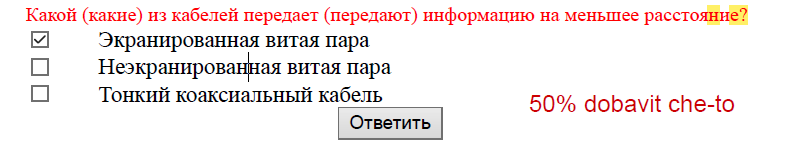 Какой (какие) из кабелей передает (передают) информацию на меньшее расстояние?
Экранированная витая пара
Неэкранированная витая пара
Тонкий коаксиальный кабель
50% dobavit che-to
Ответить